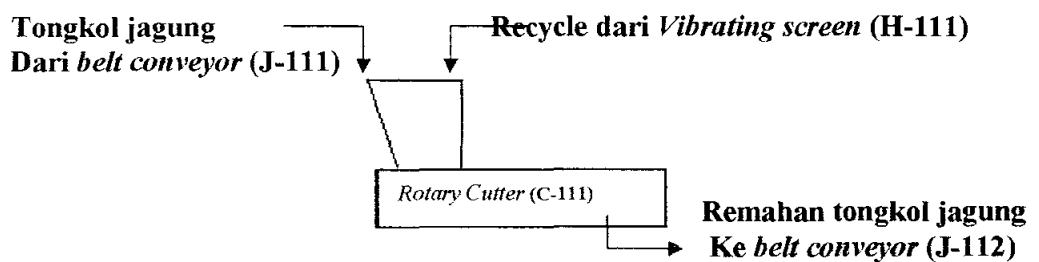 Tongkol jagung
Dari belt conveyor (J-111)
Recycle dari Vibrating screen (H-111)
Rotary Cutter (C-111)
Remahan tongkol jagung
Ke belt conveyor (J-112)